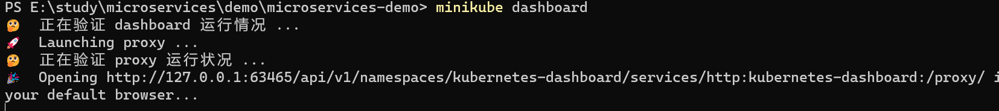 PS E:\study\microservices\demo\microservices-demo> minikube dashboard
🤔  正在验证 dashboard 运行情况 ...
🚀  Launching proxy ...
🤔  正在验证 proxy 运行状况 ...
🎉  Opening http://127.0.0.1:63465/api/v1/namespaces/kubernetes-dashboard/services/http:kubernetes-dashboard:/proxy/ i
your default browser...